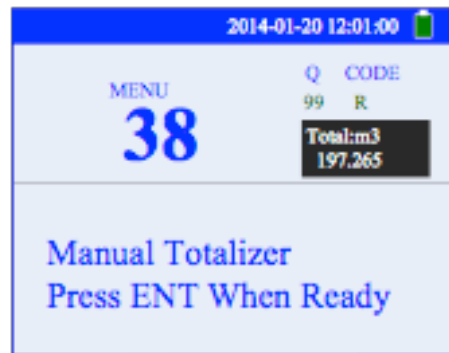 2014-01-20 12:01:00
MENU
38
Q CODE
99 R
Total:m3
197.265
Manual Totalizer
Press ENT When Ready